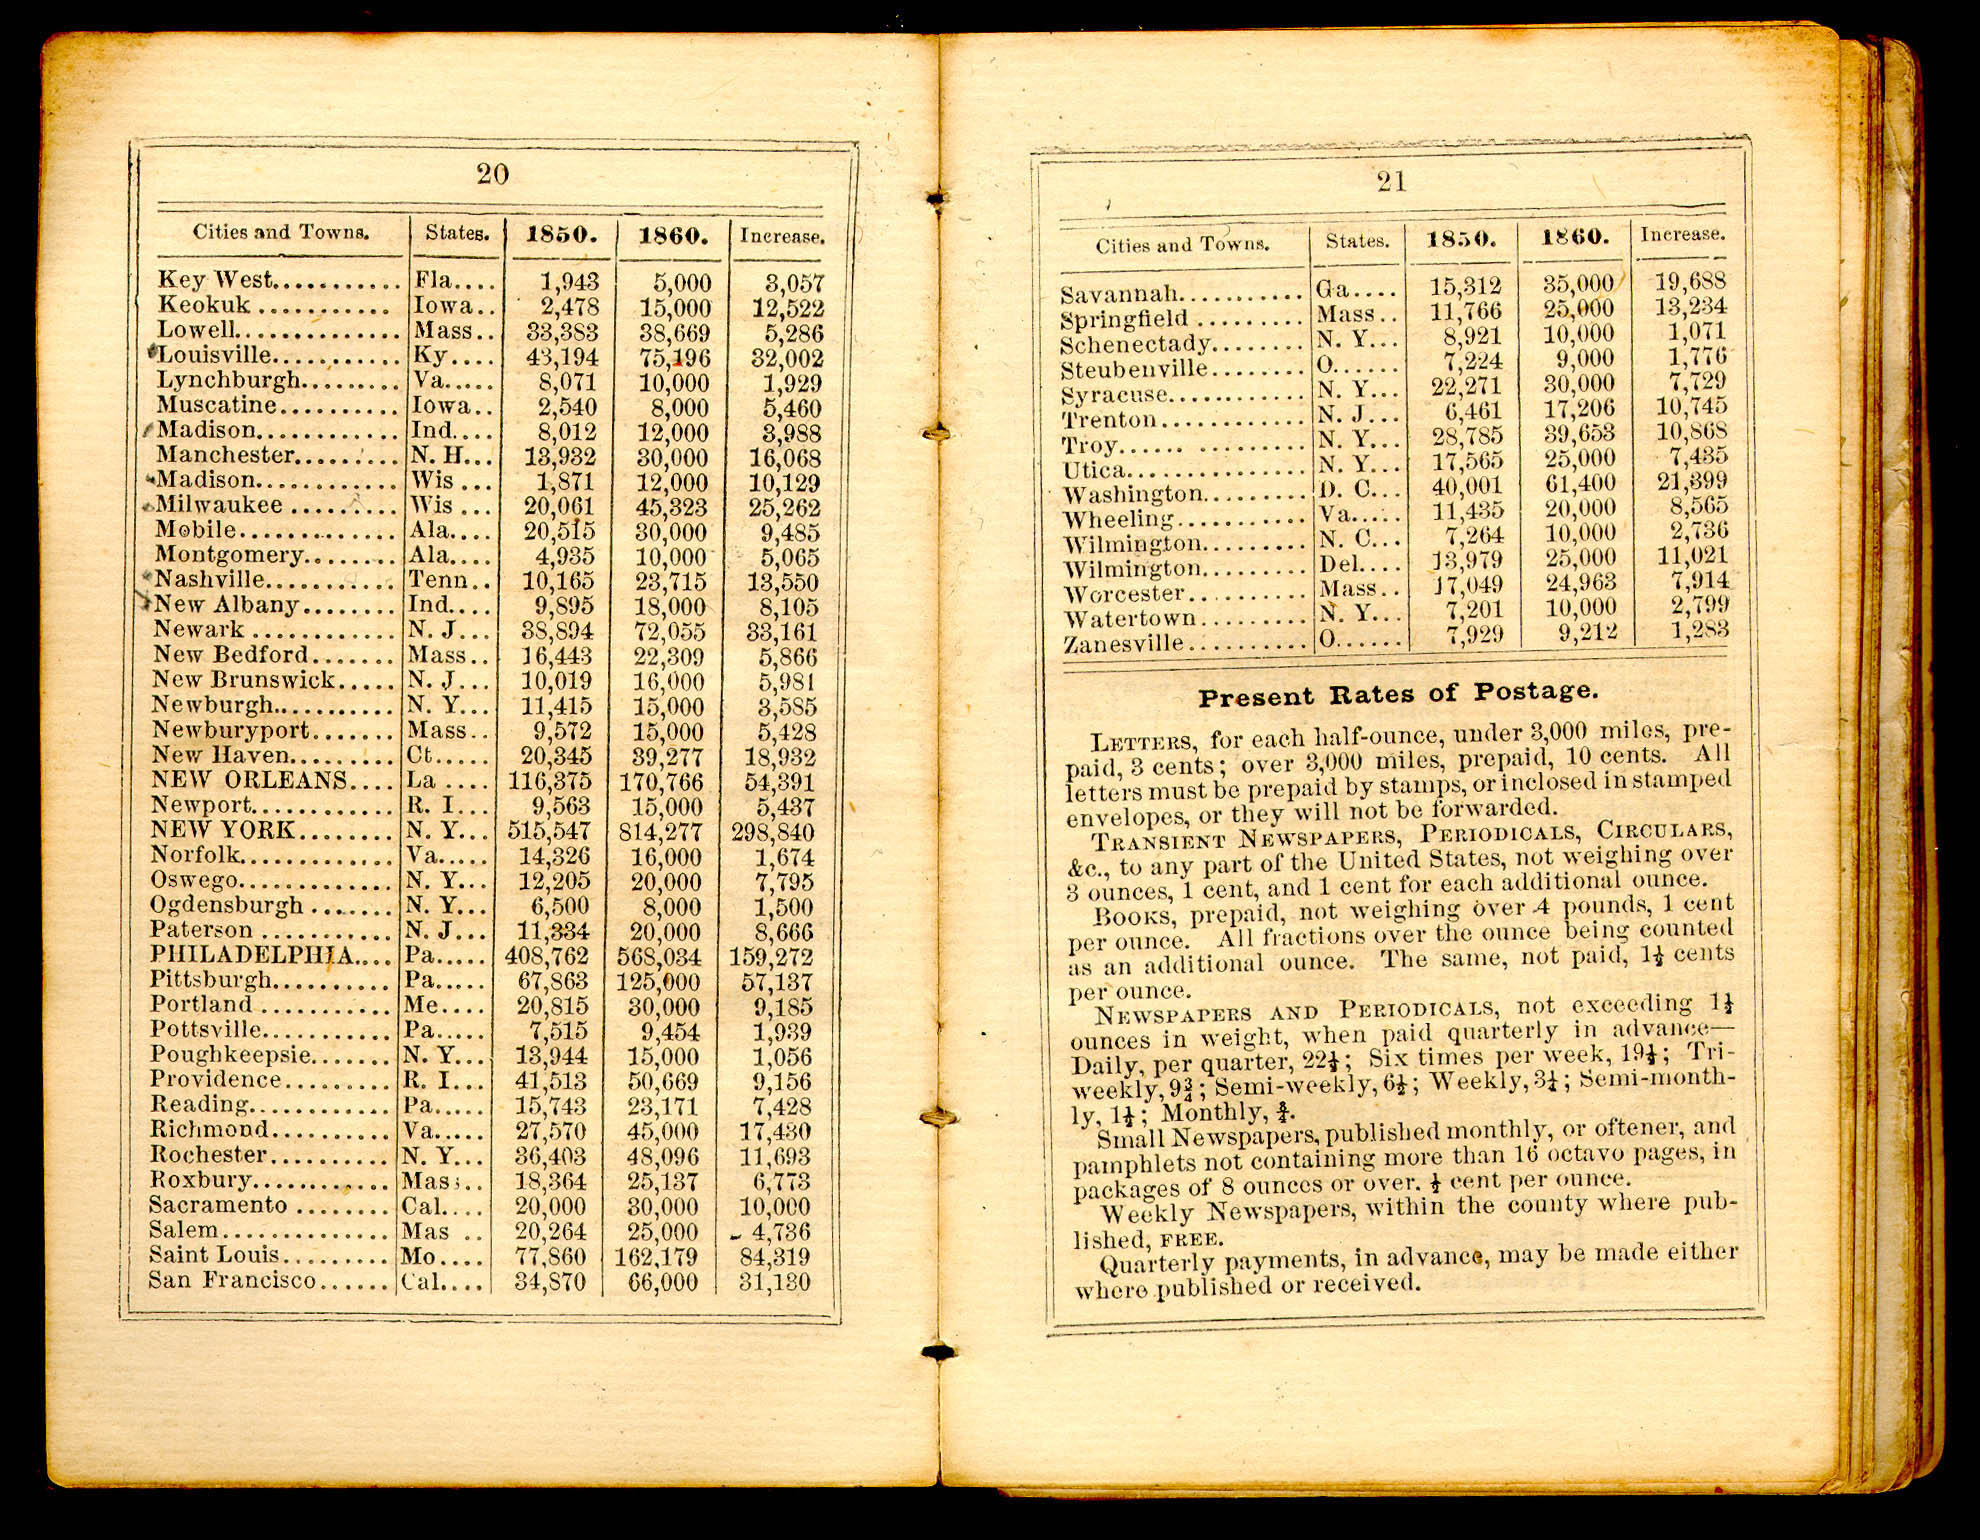 20
Cities and Towns. States. 1850. 1860. Increase.
Key West........... Fla.... 1,943 5,000 3,057
Keokuk ........... Iowa.. 2,478 15,000 12,522
Lowell.............. Mass.. 33,383 38,669 5,286
Louisville........... Ky.... 43,194 75,196 32,002
Lynchburgh......... Va..... 8,071 10,000 1,929
Muscatine.......... Iowa.. 2,540 8,000 5,460
Madison............ Ind.... 8,012 12,000 3,988
Manchester......... N. H... 13,932 30,000 16,068
Madison............ Wis ... 1,871 12,000 10,129
Milwaukee ......... Wis ... 20,061 45,323 25,262
Mobile.............. Ala.... 20,515 30,000 9,485
Montgomery........ Ala.... 4,935 10,000 5,065
Nashville........... Tenn.. 10,165 23,715 13,550
New Albany........ Ind.... 9,895 18,000 8,105
Newark ............ N. J... 38,894 72,055 33,161
New Bedford....... Mass.. 16,443 22,309 5,866
New Brunswick..... N. J... 10,019 16,000 5,981
Newburgh.......... N. Y... 11,415 15,000 3,585
Newburyport....... Mass.. 9,572 15,000 5,428
New Haven......... Ct..... 20,345 39,277 18,932
NEW ORLEANS.... La .... 116,375 170,766 54,391
Newport............ R. I... 9,563 15,000 5,437
NEW YORK........ N. Y... 515,547 814,277 298,840
Norfolk............. Va..... 14,326 16,000 1,674
Oswego............. N. Y... 12,205 20,000 7,795
Ogdensburgh ....... N. Y... 6,500 8,000 1,500
Paterson ........... N. J... 11,334 20,000 8,666
PHILADELPHIA.... Pa..... 408,762 568,034 159,272
Pittsburgh.......... Pa..... 67,863 125,000 57,137
Portland ........... Me.... 20,815 30,000 9,185
Pottsville........... Pa..... 7,515 9,454 1,939
Poughkeepsie....... N. Y... 13,944 15,000 1,056
Providence......... R. I... 41,513 50,669 9,156
Reading............ Pa..... 15,743 23,171 7,428
Richmond.......... Va..... 27,570 45,000 17,430
Rochester.......... N. Y... 36,403 48,096 11,693
Roxbury............ Mass.. 18,364 25,137 6,773
Sacramento ........ Cal.... 20,000 30,000 10,000
Salem.............. Mas .. 20,264 25,000 4,736
Saint Louis......... Mo.... 77,860 162,179 84,319
San Francisco...... Cal.... 34,870 66,000 31,130
21
Cities and Towns. States. 1850. 1860. Increase.
Savannah........... Ga.... 15,312 35,000 19,688
Springfield ......... Mass.. 11,766 25,000 13,234
Schenectady........ N. Y... 8,921 10,000 1,071
Steubenville........ O...... 7,224 9,000 1,776
Syracuse............ N. Y... 22,271 30,000 7,729
Trenton............ N. J... 6,461 17,206 10,745
Troy...... ......... N. Y... 28,785 39,653 10,868
Utica............... N. Y... 17,565 25,000 7,435
Washington......... D. C... 40,001 61,400 21,399
Wheeling........... Va..... 11,435 20,000 8,565
Wilmington......... N. C... 7,264 10,000 2,736
Wilmington......... Del.... 13,979 25,000 11,021
Worcester.......... Mass.. 17,049 24,963 7,914
Watertown......... N. Y... 7,201 10,000 2,799
Zanesville.......... O...... 7,929 9,212 1,283
Present Rates of Postage.
LETTERS, for each half-ounce, under 3,000 miles, pre-
paid, 3 cents; over 3,000 miles, prepaid, 10 cents. All
letters must be prepaid by stamps, or inclosed in stamped
envelopes, or they will not be forwarded.
TRANSIENT NEWSPAPERS, PERIODICALS, CIRCULARS,
&c., to any part of the United States, not weighing over
3 ounces, 1 cent, and 1 cent for each additional ounce.
BOOKS, prepaid, not weighing over 4 pounds, 1 cent
per ounce. All fractions over the ounce being counted
as an additional ounce. The same, not paid, 1½ cents
per ounce.
NEWSPAPERS AND PERIODICALS, not exceeding 1½
ounces in weight, when paid quarterly in advance—
Daily, per quarter, 22½; Six times per week, 19½; Tri-
weekly, 9¾; Semi-weekly, 6½; Weekly, 3¼; Semi-month-
ly, 1½; Monthly, ¾.
Small Newspapers, published monthly, or oftener, and
pamphlets not containing more than 16 octavo pages, in
packages of 8 ounces or over. ½ cent per ounce.
Weekly Newspapers, within the county where pub-
lished, FREE.
Quarterly payments, in advance, may be made either
where published or received.